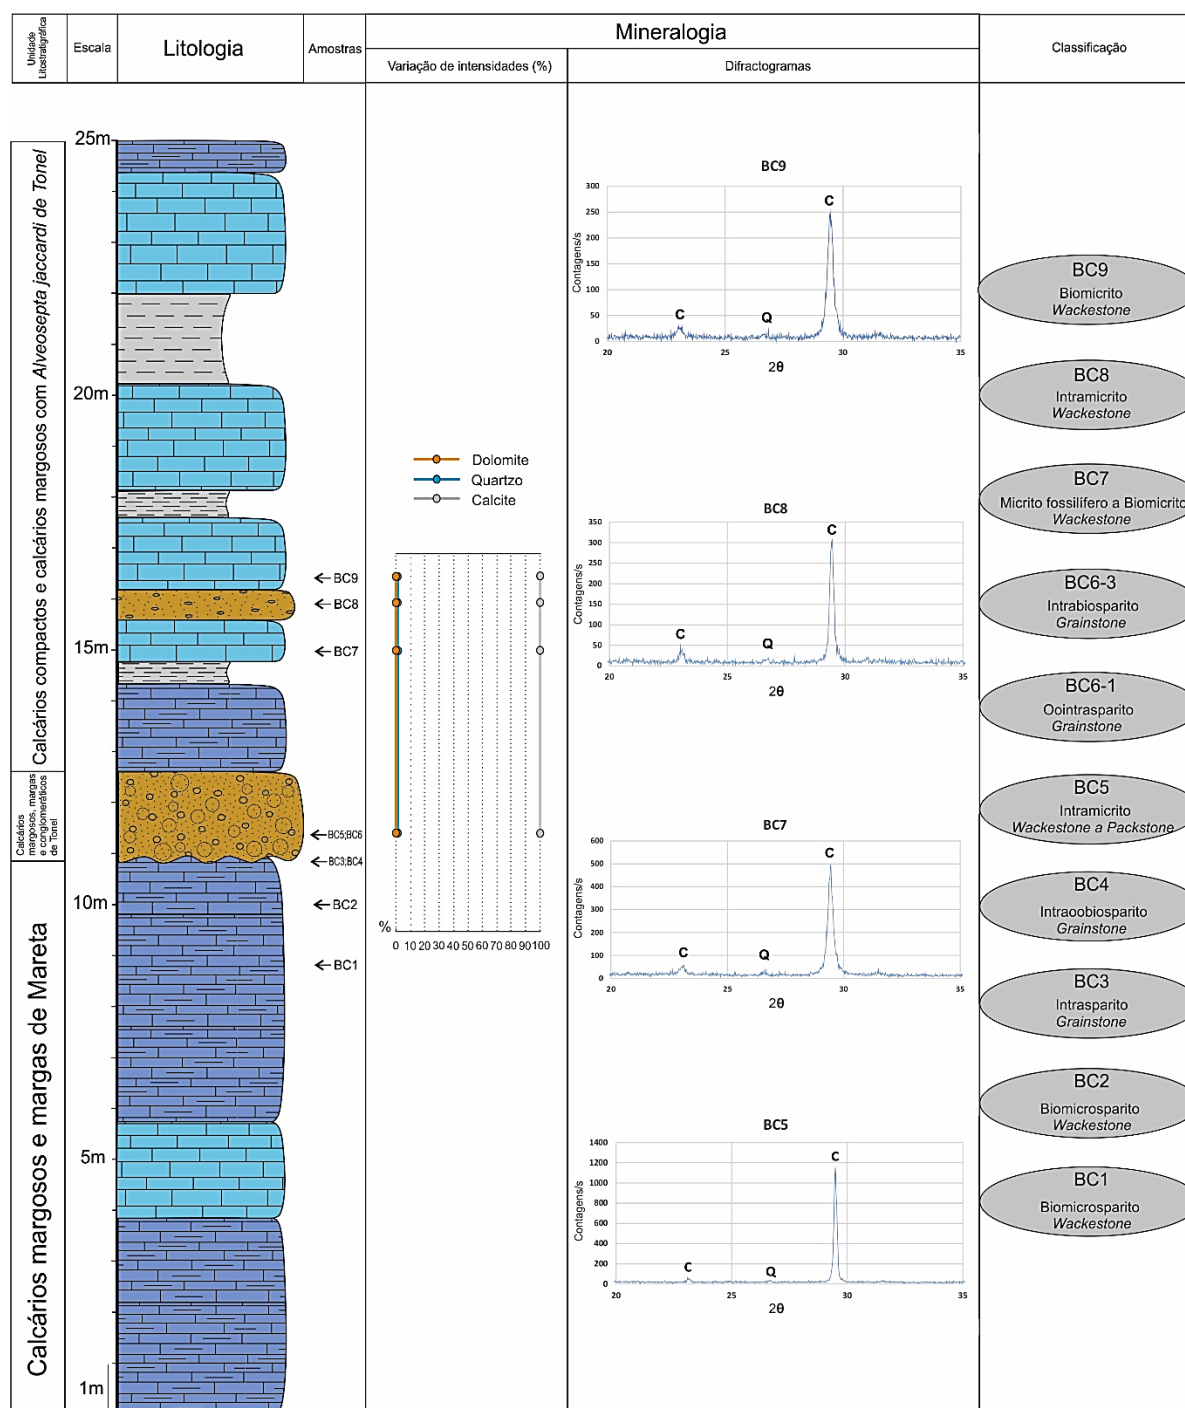 Unidade
Litostratigráfica
Escala
Litologia
Amostras
Mineralogia
Variação de intensidades (%)
Difractogramas
Classificação
Calcários compactos e calcários margosos com Alveosepta jaccardi de Tonel
Calcários
margosos, margas
e conglomeráticos
de Tonel
Calcários margosos e margas de Mareta
25m
20m
15m
10m
5m
1m
BC9
BC8
BC7
BC5;BC6
BC3;BC4
BC2
BC1
Dolomite
Quartzo
Calcite
%
0 10 20 30 40 50 60 70 80 90 100
BC9
Contagens/s
300
250
200
150
100
50
0
C
Q
C
20 25 30 35
2θ
BC8
Contagens/s
350
300
250
200
150
100
50
0
C
Q
C
20 25 30 35
2θ
BC7
Contagens/s
600
500
400
300
200
100
0
C
Q
C
20 25 30 35
2θ
BC5
Contagens/s
1400
1200
1000
800
600
400
200
0
C
Q
C
20 25 30 35
2θ
BC9
Biomicrito
Wackestone
BC8
Intramicrito
Wackestone
BC7
Micrito fossilífero a Biomicrito
Wackestone
BC6-3
Intrabiosparito
Grainstone
BC6-1
Oointrasparito
Grainstone
BC5
Intramicrito
Wackestone a Packstone
BC4
Intraoobiosparito
Grainstone
BC3
Intrasparito
Grainstone
BC2
Biomicrosparito
Wackestone
BC1
Biomicrosparito
Wackestone